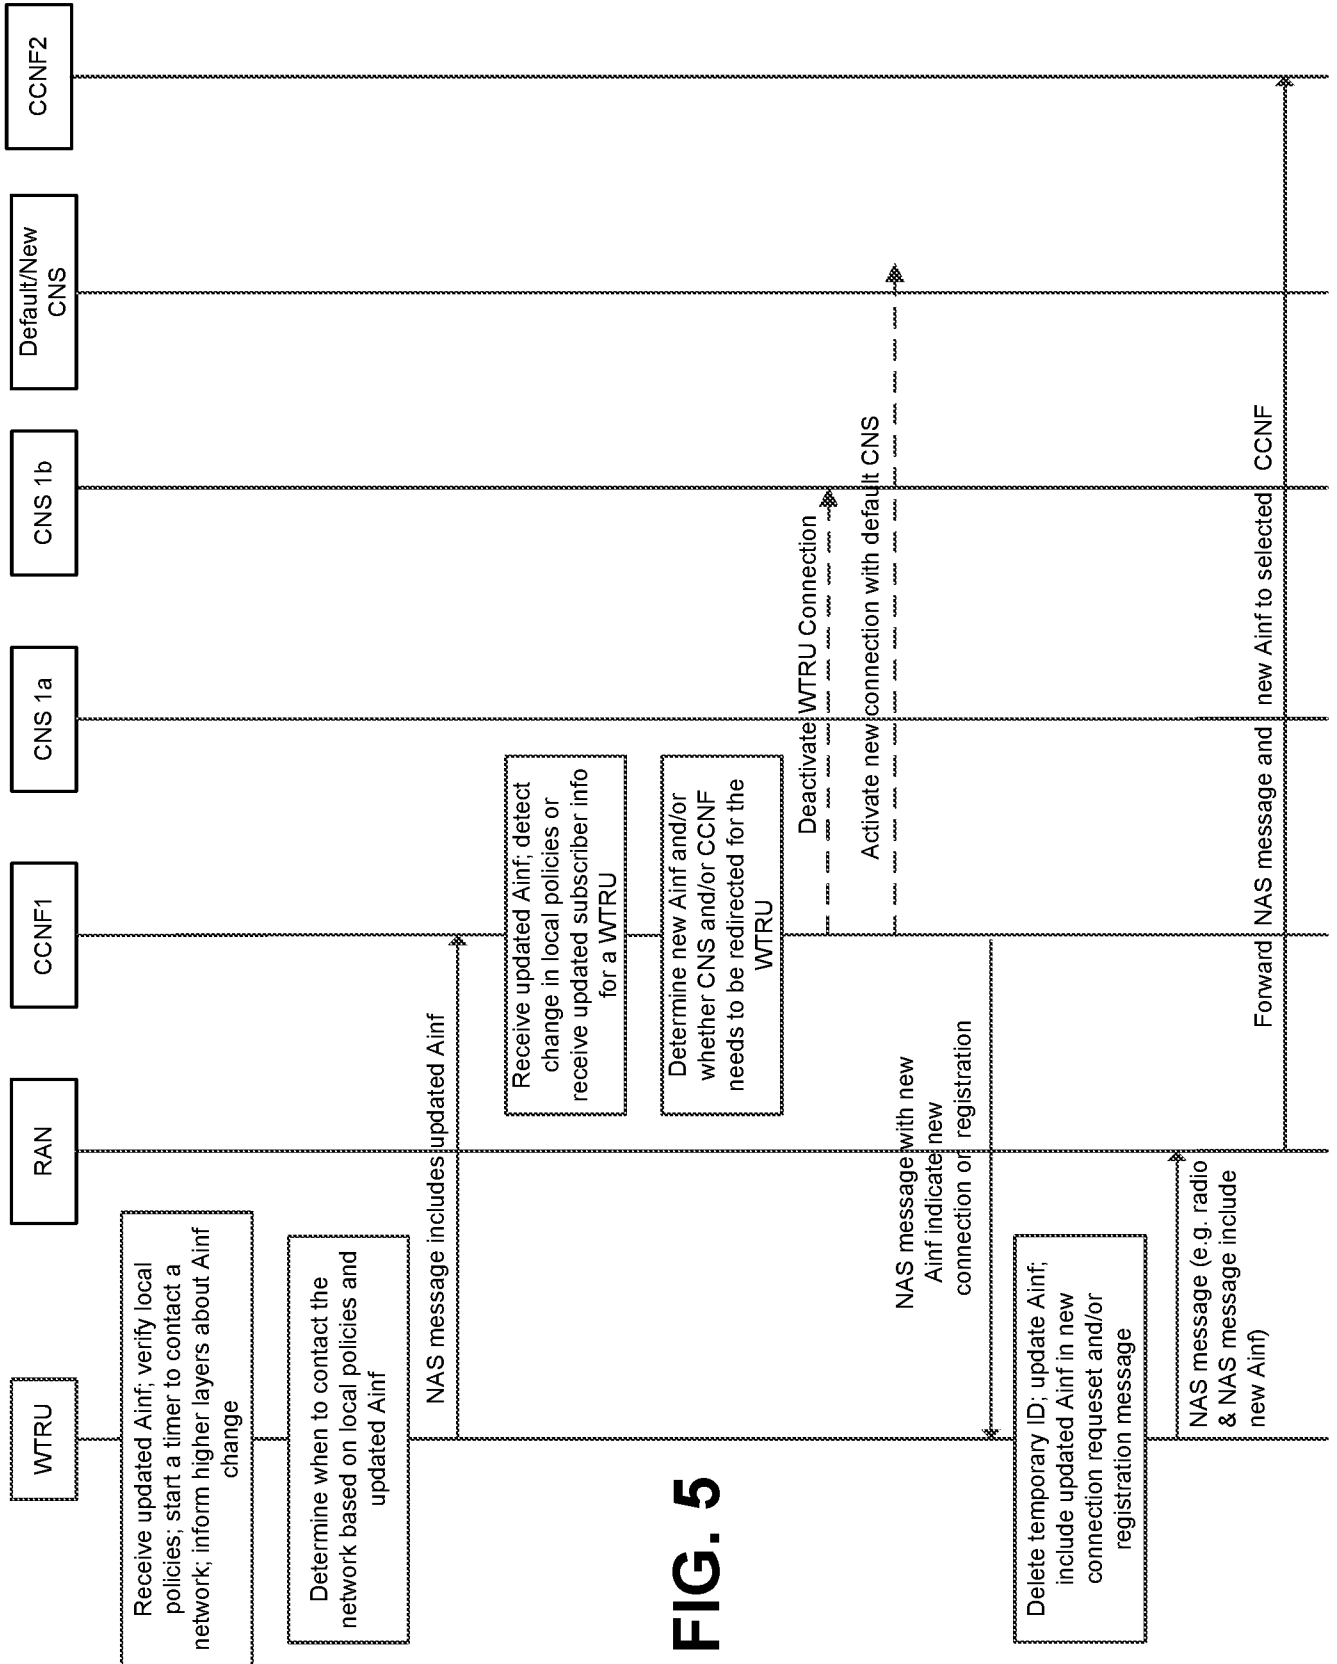 WTRU
RAN
CCNF1
CNS 1a
CNS 1b
Default/New
CNS
CCNF2
Receive updated Ainf; verify local
policies; start a timer to contact a
network; inform higher layers about Ainf
change
Determine when to contact the
network based on local policies and
updated Ainf
NAS message includes updated Ainf
Receive updated Ainf; detect
change in local policies or
receive updated subscriber info
for a WTRU
Determine new Ainf and/or
whether CNS and/or CCNF
needs to be redirected for the
WTRU
Deactivate WTRU Connection
Activate new connection with default CNS
NAS message with new
Ainf indicate new
connection or registration
Delete temporary ID; update Ainf;
include updated Ainf in new
connection requeset and/or
registration message
NAS message (e.g. radio
& NAS message include
new Ainf)
Forward NAS message and new Ainf to selected CCNF
FIG. 5